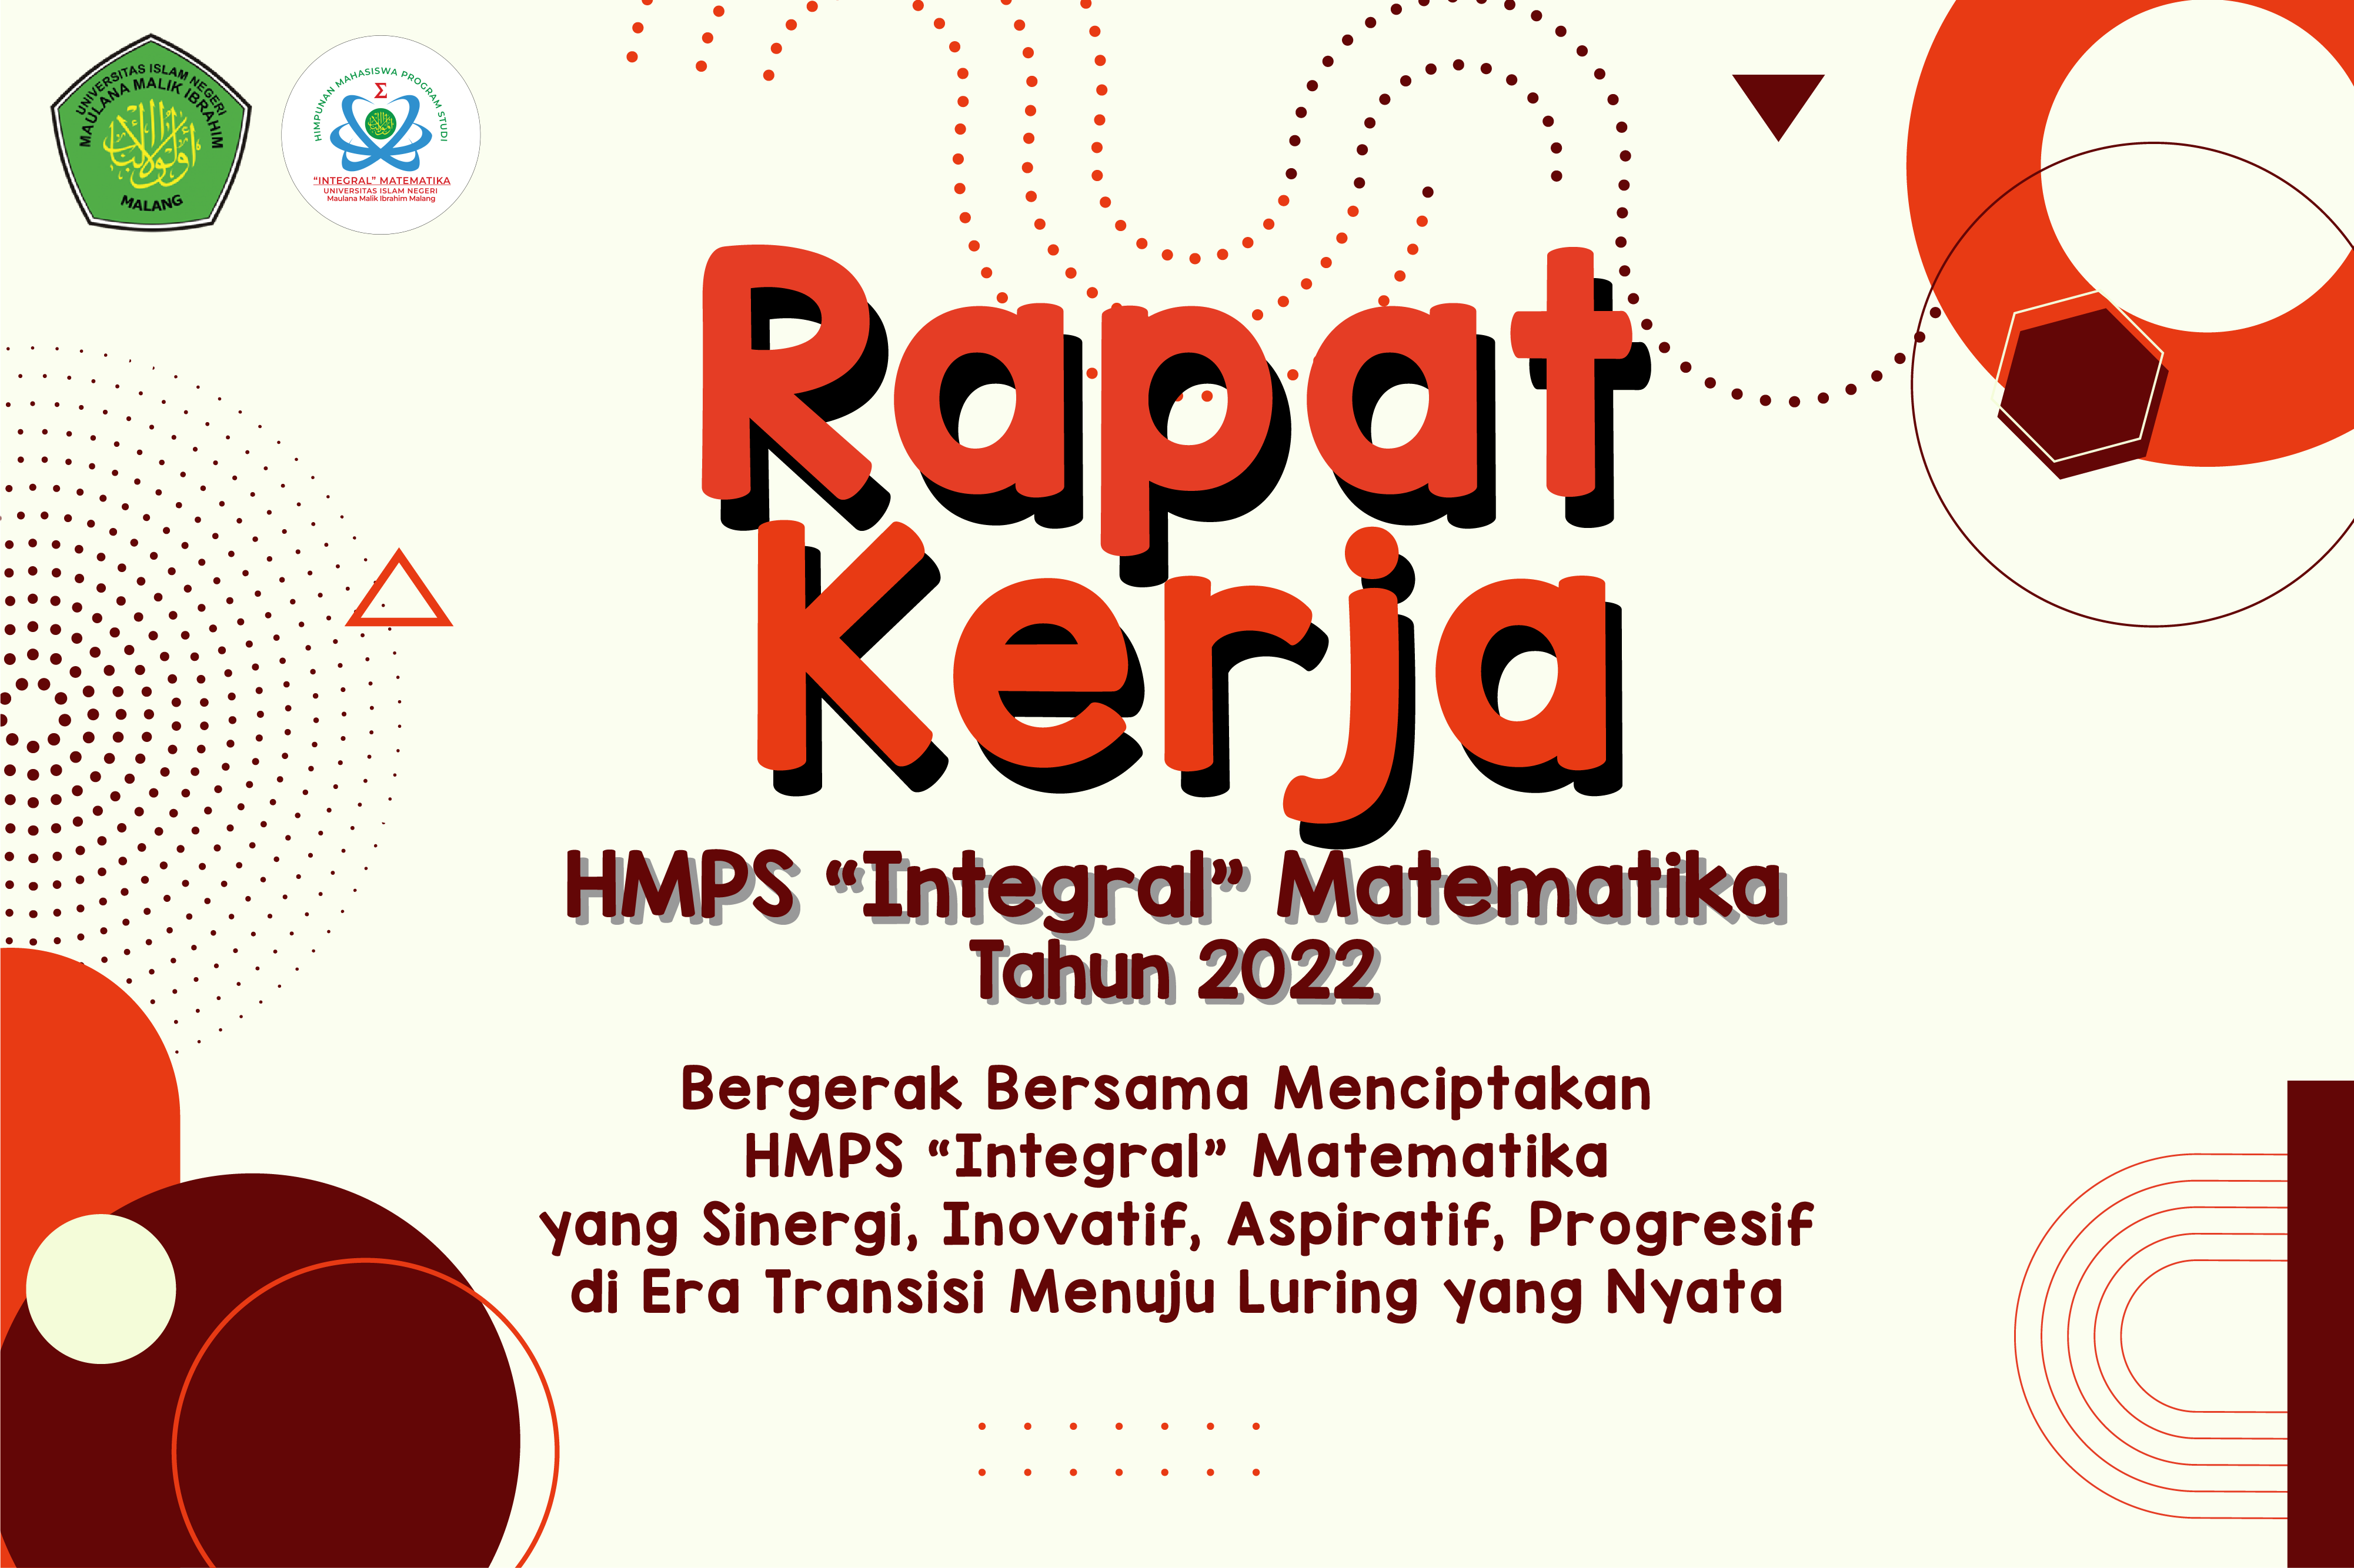 UNIVERSITAS ISLAM NEGERI
MAULANA MALIK IBRAHIM
MALANG
HIMPUNAN MAHASISWA PROGRAM STUDI
Σ
“INTEGRAL” MATEMATIKA
UNIVERSITAS ISLAM NEGERI
Maulana Malik Ibrahim Malang
Rapat
Kerja
HMPS “Integral” Matematika
Tahun 2022
Bergerak Bersama Menciptakan
HMPS “Integral” Matematika
yang Sinergi, Inovatif, Aspiratif, Progresif
di Era Transisi Menuju Luring yang Nyata